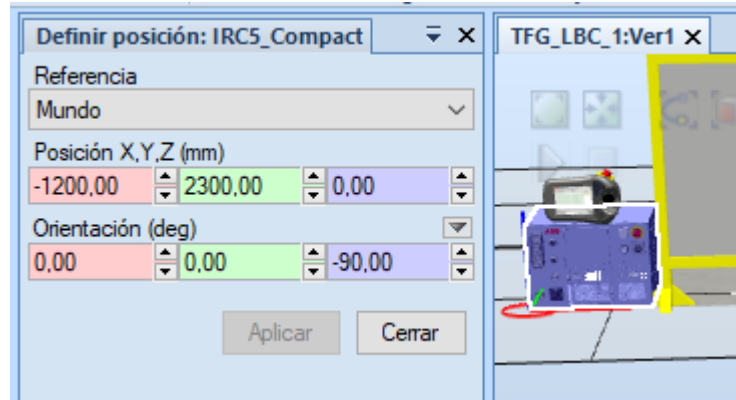 Definir posición: IRC5_Compact
Referencia
Mundo
Posición X,Y,Z (mm)
-1200,00 2300,00 0,00
Orientación (deg)
0,00 0,00 -90,00
Aplicar Cerrar
TFG_LBC_1:Ver1
ABB